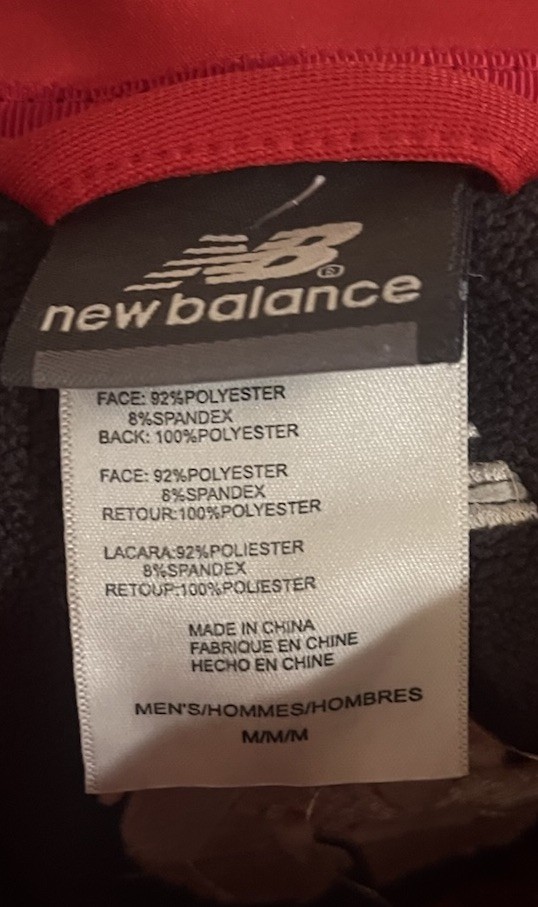 NB
®
new balance
FACE: 92%POLYESTER
8%SPANDEX
BACK: 100%POLYESTER
FACE: 92%POLYESTER
8%SPANDEX
RETOUR:100%POLYESTER
LACARA:92%POLIESTER
8%SPANDEX
RETOUP:100%POLIESTER
MADE IN CHINA
FABRIQUE EN CHINE
HECHO EN CHINE
MEN'S/HOMMES/HOMBRES
M/M/M